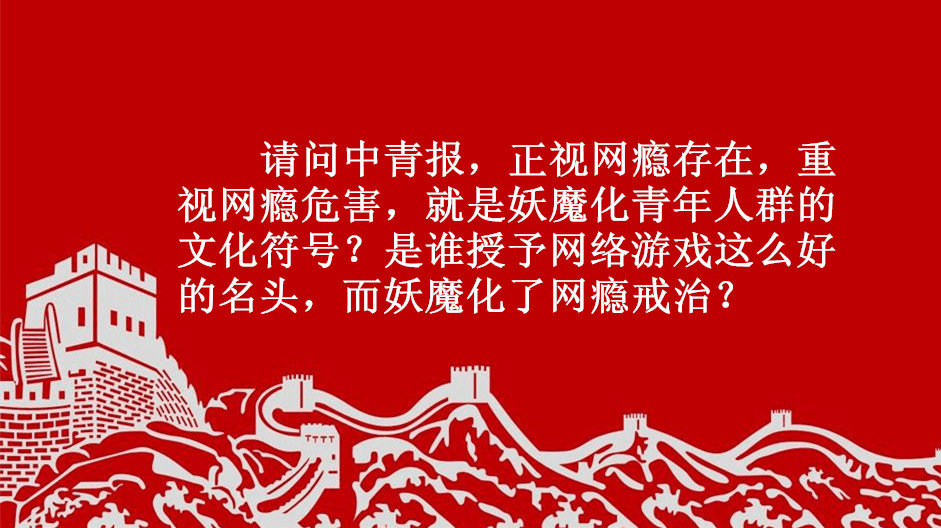 请问中青报，正视网瘾存在，重
视网瘾危害，就是妖魔化青年人群的
文化符号？是谁授予网络游戏这么好
的名头，而妖魔化了网瘾戒治？